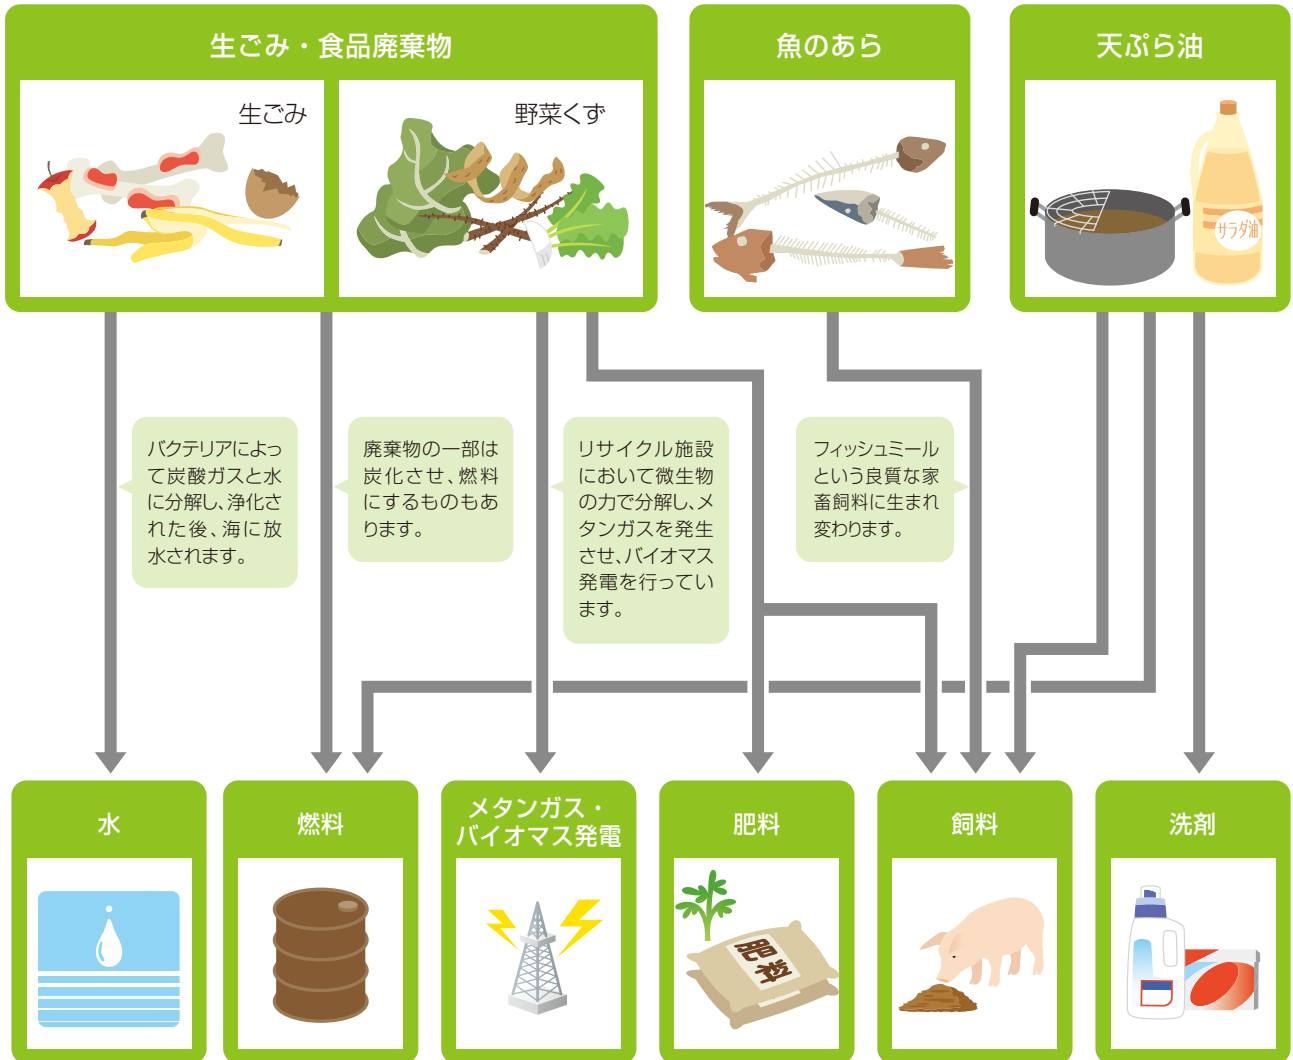 生ごみ・食品廃棄物
生ごみ
野菜くず
魚のあら
天ぷら油
サラダ油
バクテリアによっ
て炭酸ガスと水
に分解し、浄化さ
れた後、海に放
水されます。
廃棄物の一部は
炭化させ、燃料
にするものもあ
ります。
リサイクル施設
において微生物
の力で分解し、メ
タンガスを発生
させ、バイオマス
発電を行ってい
ます。
フィッシュミール
という良質な家
畜飼料に生まれ
変わります。
水
燃料
メタンガス・
バイオマス発電
肥料
肥料
飼料
洗剤